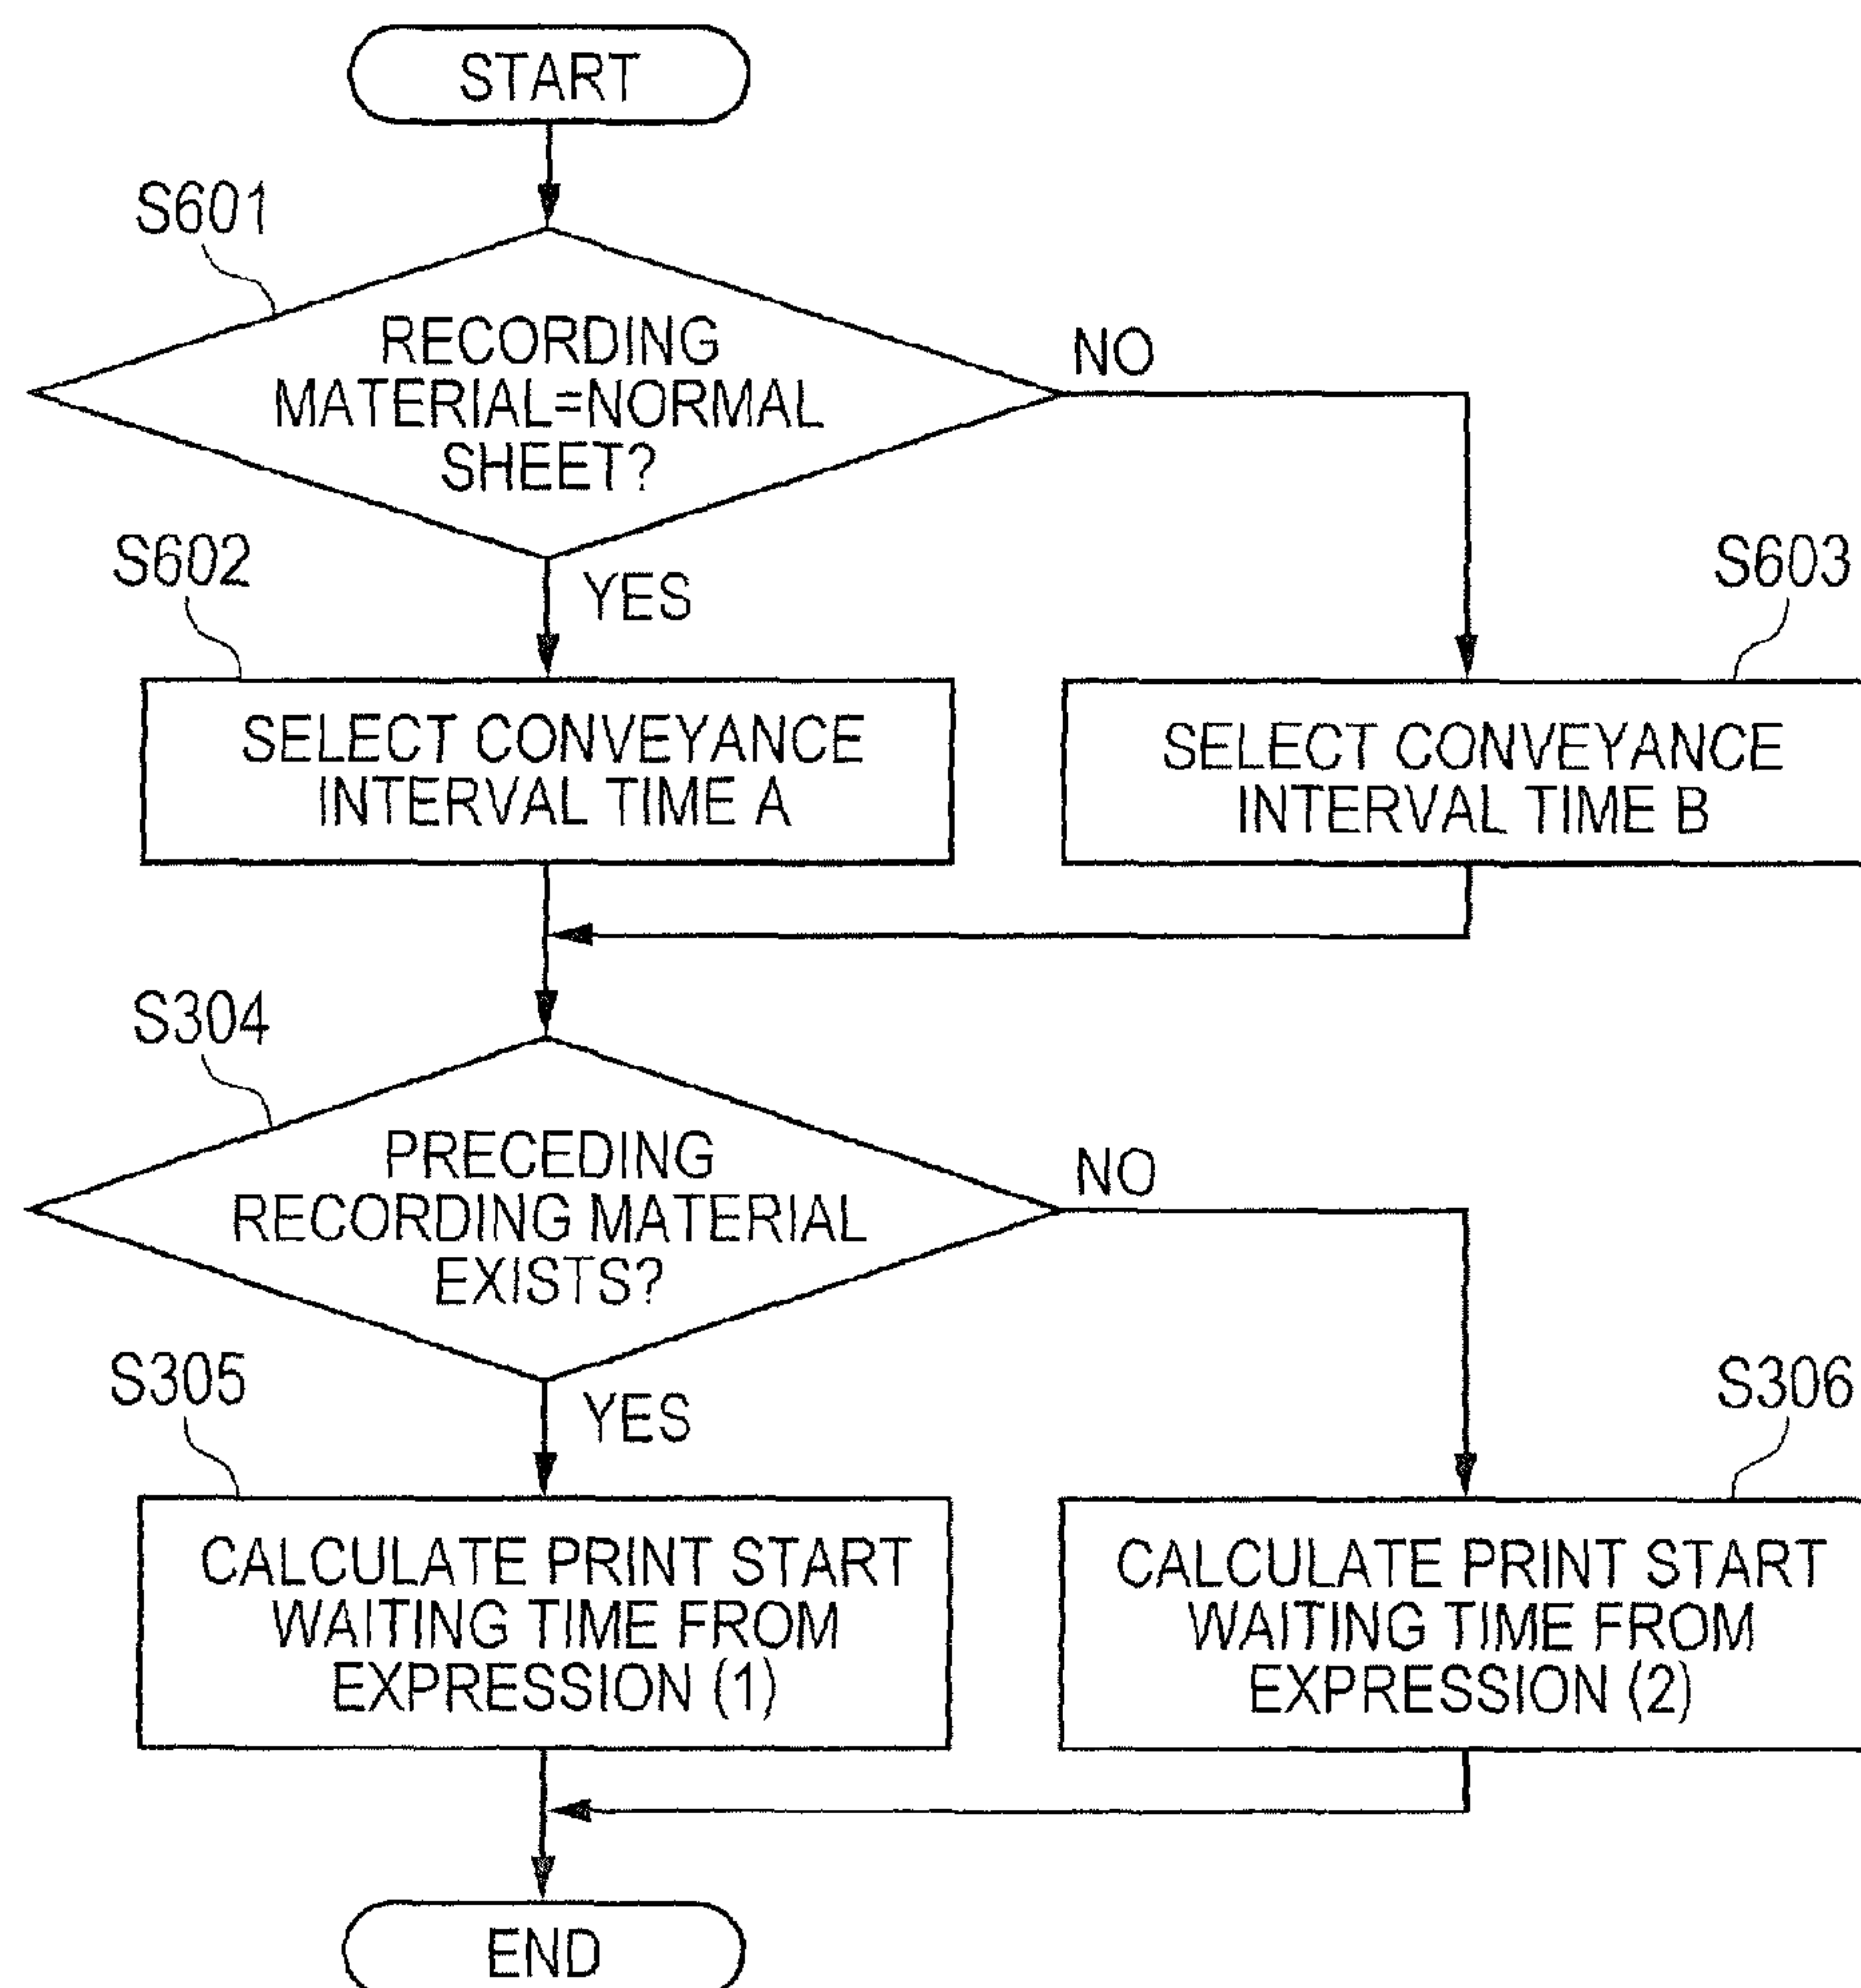 START
S601
RECORDING
MATERIAL=NORMAL
SHEET?
NO
YES
S602
SELECT CONVEYANCE
INTERVAL TIME A
S603
SELECT CONVEYANCE
INTERVAL TIME B
S304
PRECEDING
RECORDING MATERIAL
EXISTS?
NO
YES
S305
CALCULATE PRINT START
WAITING TIME FROM
EXPRESSION (1)
S306
CALCULATE PRINT START
WAITING TIME FROM
EXPRESSION (2)
END